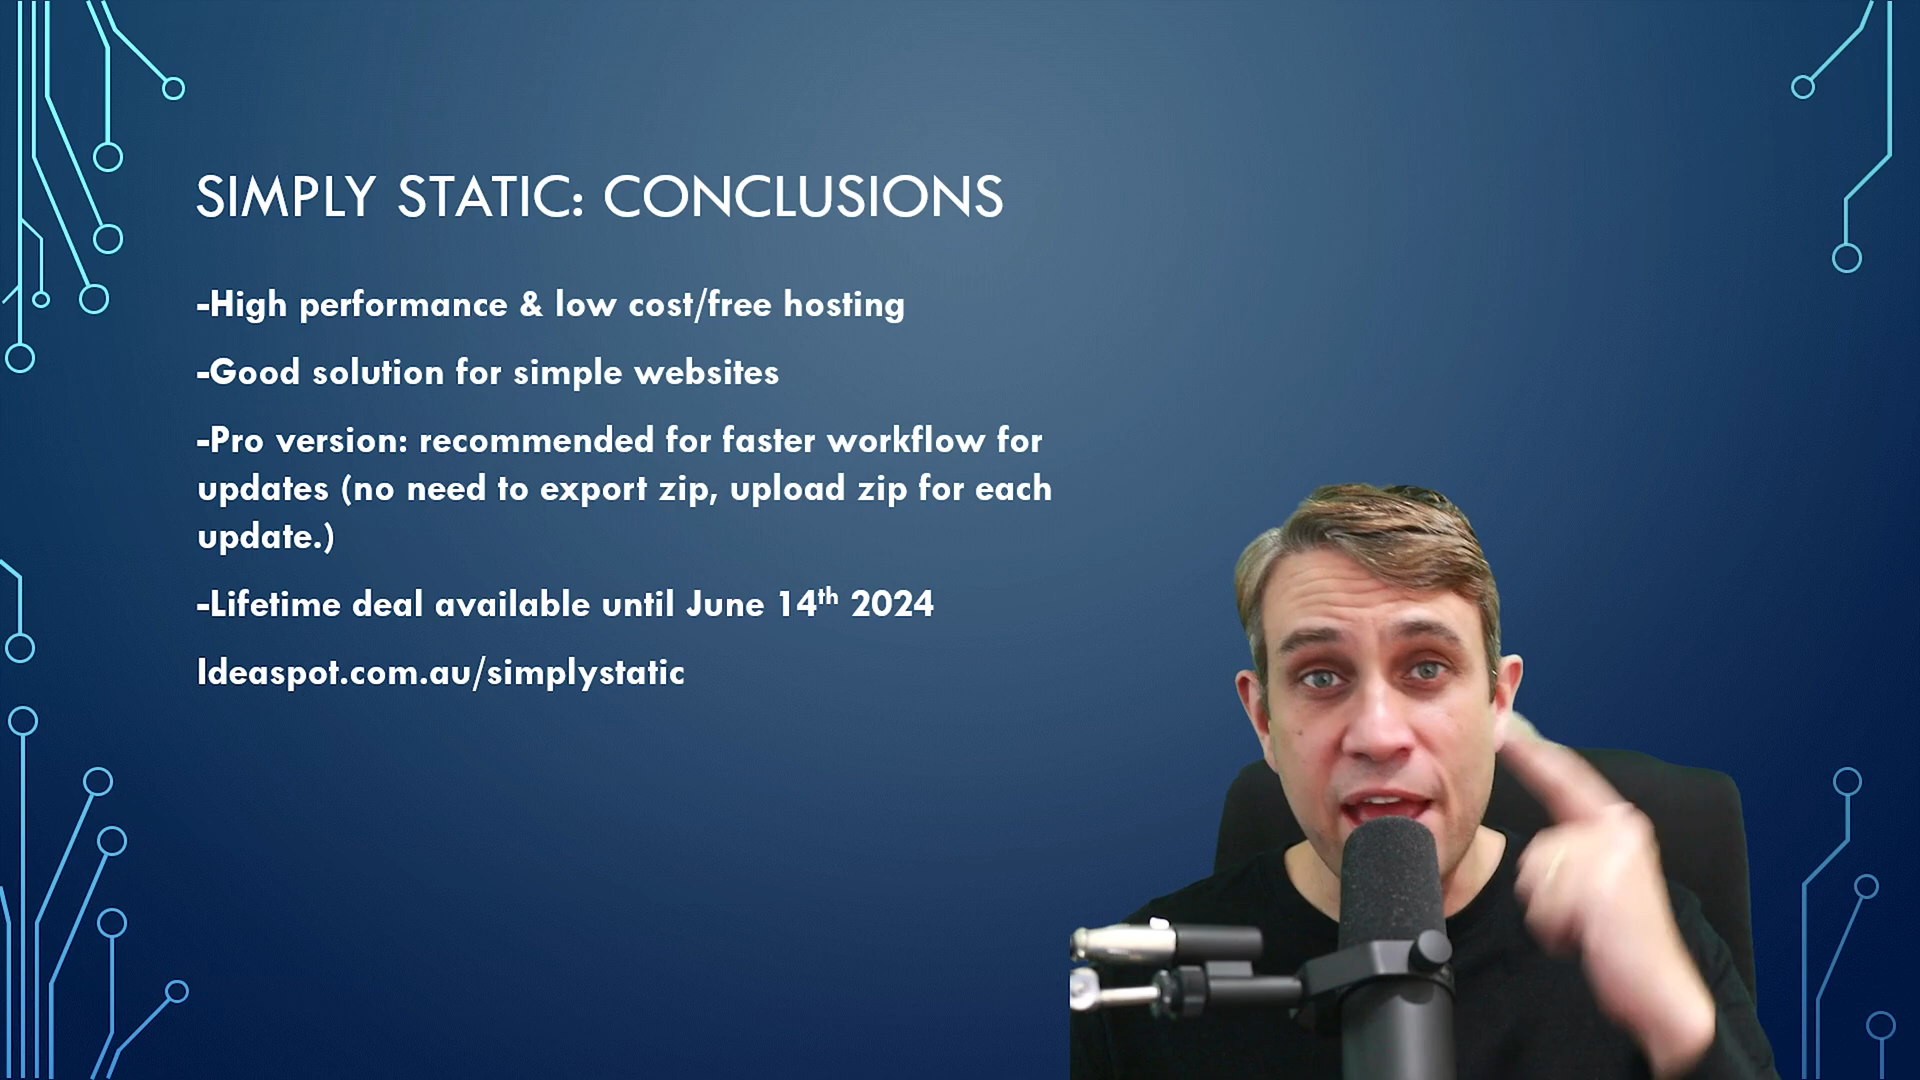 SIMPLY STATIC: CONCLUSIONS
-High performance & low cost/free hosting
-Good solution for simple websites
-Pro version: recommended for faster workflow for
updates (no need to export zip, upload zip for each
update.)
-Lifetime deal available until June 14th 2024
Ideaspot.com.au/simplystatic